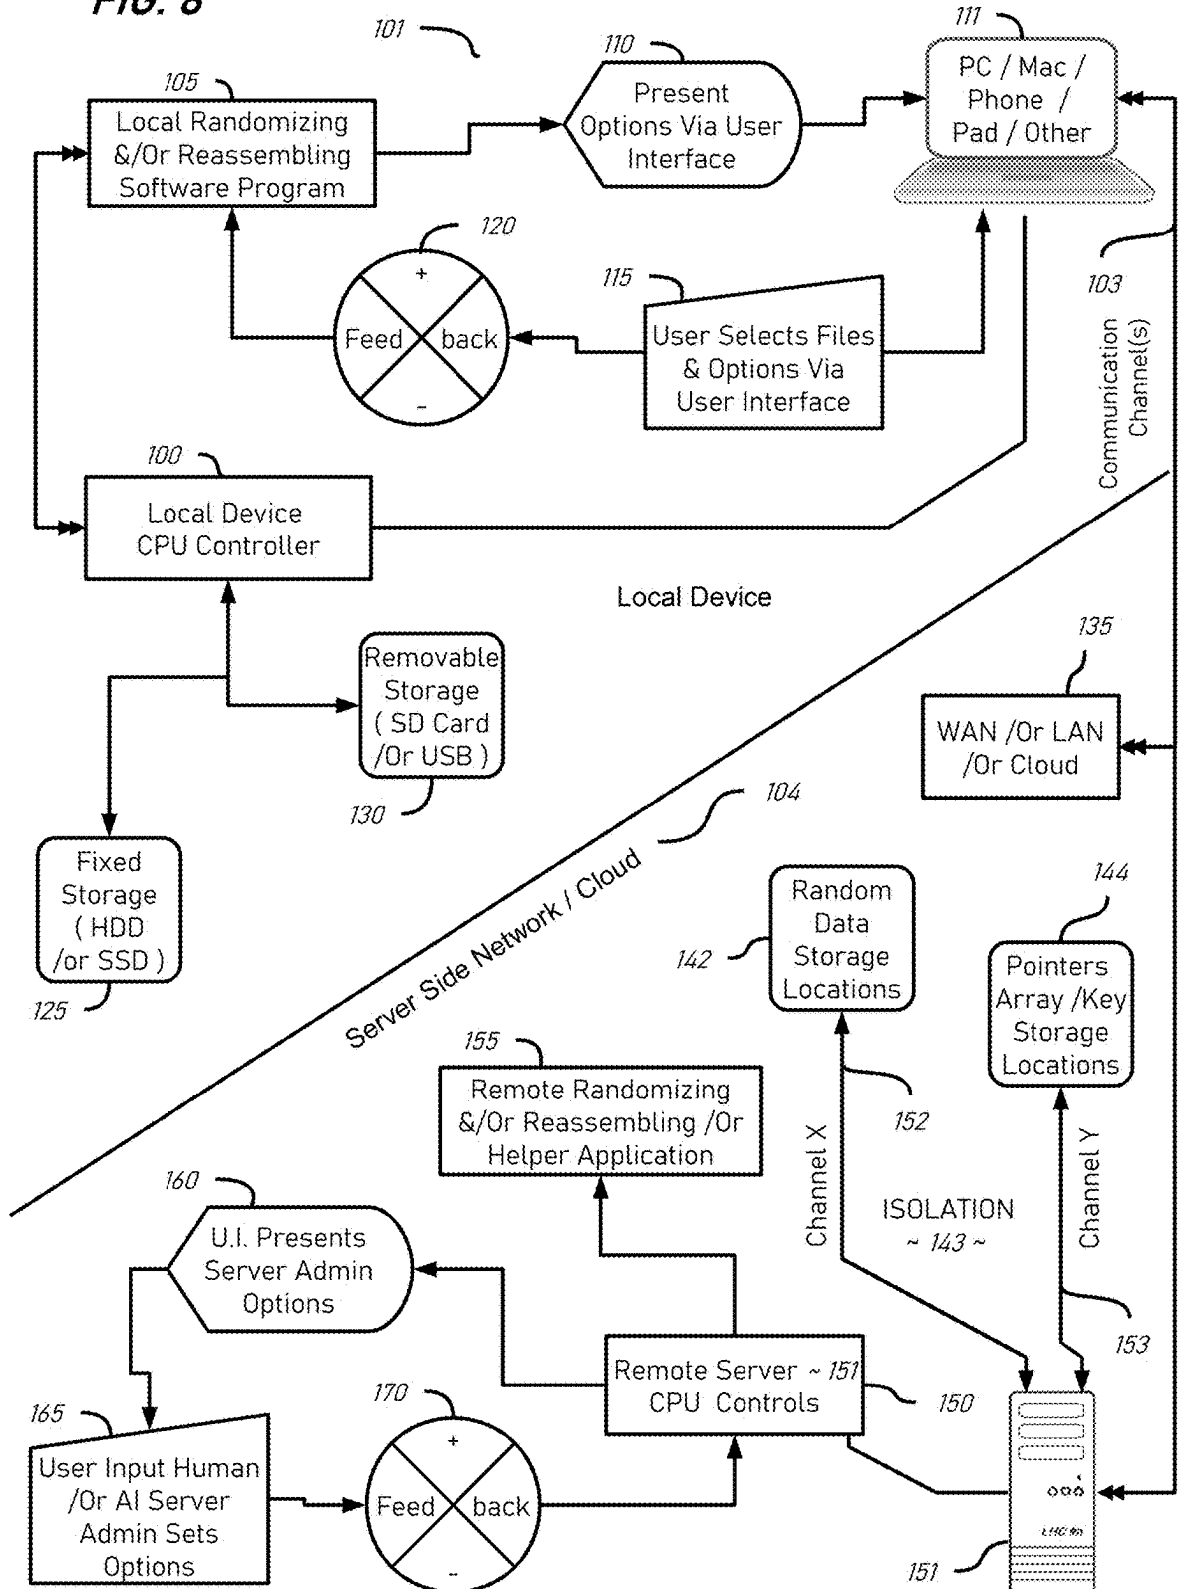 FIG. 8
101
105
Local Randomizing
&/Or Reassembling
Software Program
110
Present
Options Via User
Interface
111
PC / Mac /
Phone /
Pad / Other
120
+
Feed
back
-
115
User Selects Files
& Options Via
User Interface
103
Communication
Channel(s)
100
Local Device
CPU Controller
Local Device
Removable
Storage
( SD Card
/Or USB )
130
Fixed
Storage
( HDD
/or SSD )
125
135
WAN /Or LAN
/Or Cloud
104
Server Side Network / Cloud
Random
Data
Storage
Locations
142
144
Pointers
Array /Key
Storage
Locations
155
Remote Randomizing
&/Or Reassembling /Or
Helper Application
152
Channel X
ISOLATION
~ 143 ~
Channel Y
153
160
U.I. Presents
Server Admin
Options
Remote Server ~ 151
CPU Controls
150
165
User Input Human
/Or AI Server
Admin Sets
Options
170
+
Feed
back
-
151